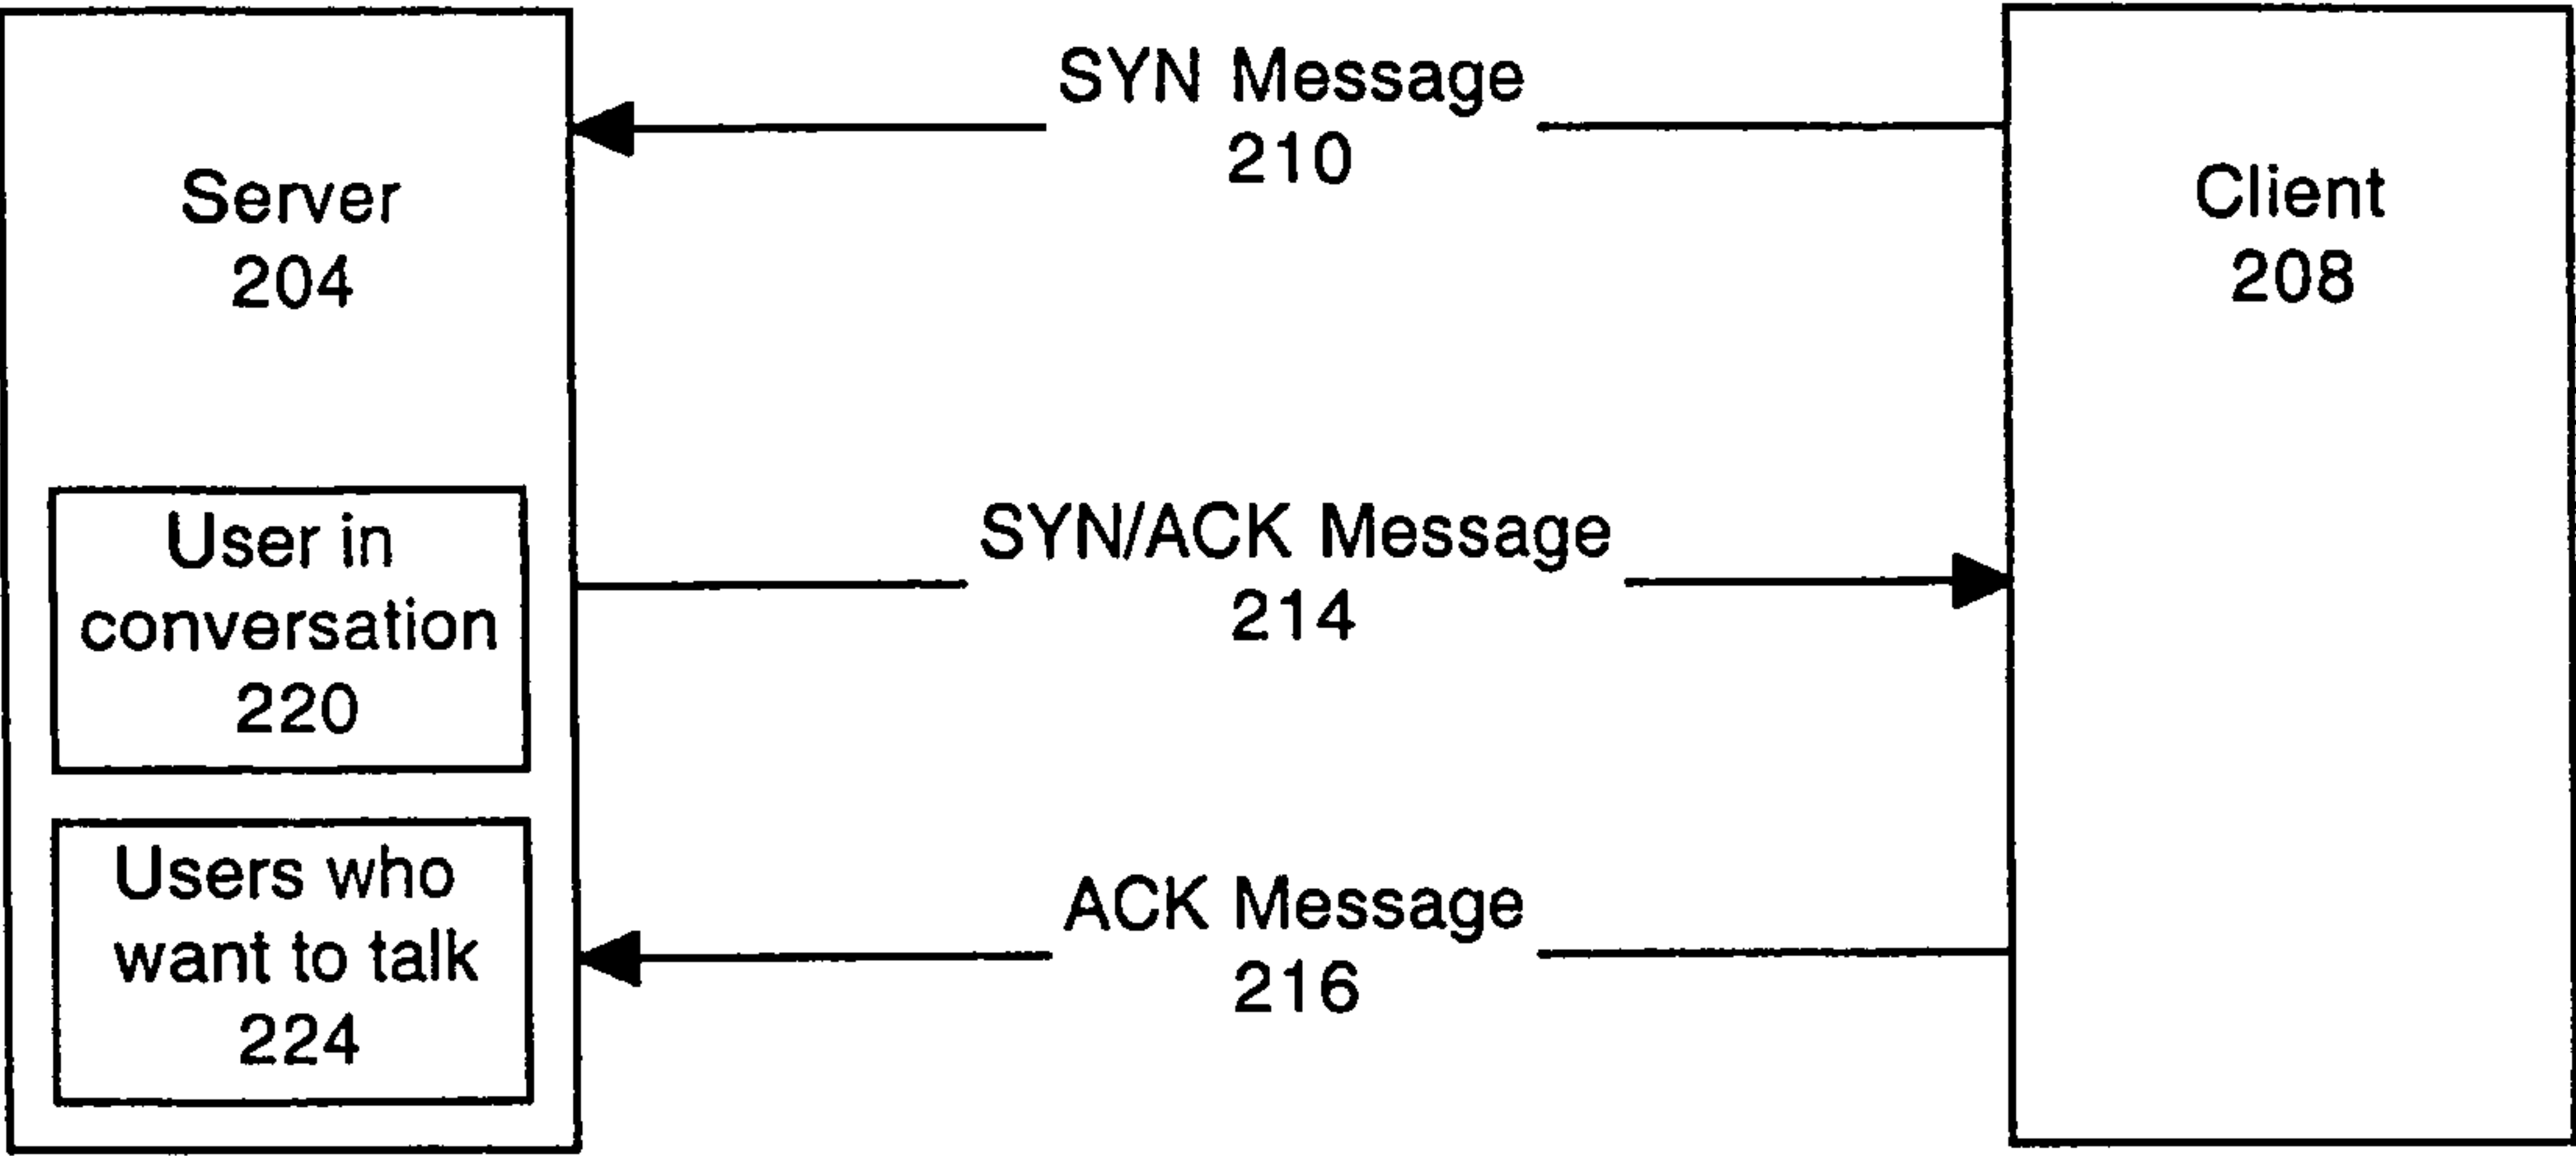 Server
204
User in
conversation
220
Users who
want to talk
224
SYN Message
210
SYN/ACK Message
214
ACK Message
216
Client
208